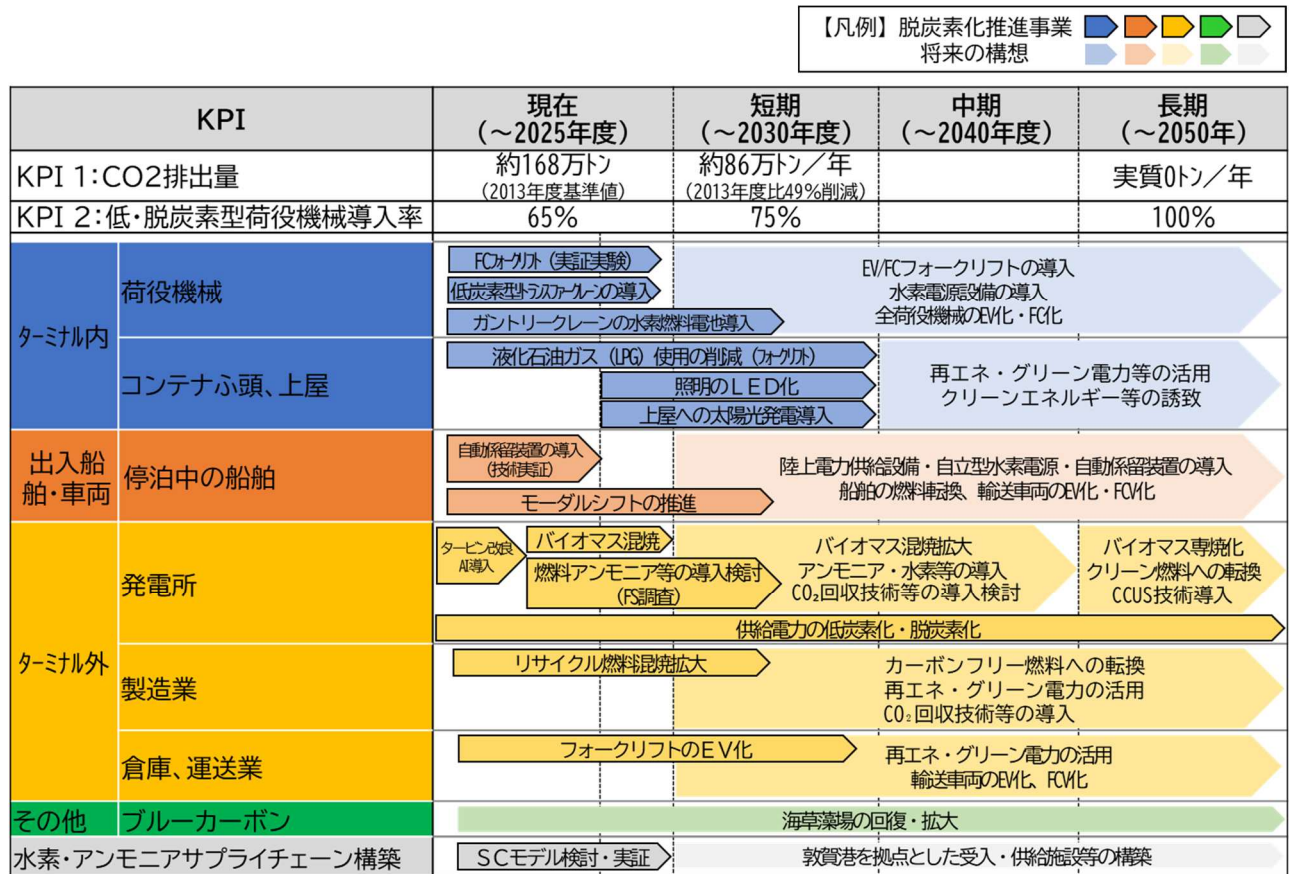 【凡例】脱炭素化推進事業
将来の構想
KPI
現在
(～2025年度)
短期
(～2030年度)
中期
(～2040年度)
長期
(～2050年)
KPI 1:CO2排出量
約168万トン
(2013年度基準値)
約86万トン／年
(2013年度比49%削減)
実質0トン／年
KPI 2:低・脱炭素型荷役機械導入率
65%
75%
100%
ターミナル内
荷役機械
FCフォークリフト（実証実験）
低炭素型トランスファークレーンの導入
ガントリークレーンの水素燃料電池導入
EV/FCフォークリフトの導入
水素電源設備の導入
全荷役機械のEV化・FC化
コンテナふ頭、上屋
液化石油ガス（LPG）使用の削減（フォークリフト）
照明のＬＥＤ化
上屋への太陽光発電導入
再エネ・グリーン電力等の活用
クリーンエネルギー等の誘致
出入船
舶・車両
停泊中の船舶
自動係留装置の導入
(技術実証)
モーダルシフトの推進
陸上電力供給設備・自立型水素電源・自動係留装置の導入
船舶の燃料転換、輸送車両のEV化・FCV化
ターミナル外
発電所
タービン改良
AI導入
バイオマス混焼
燃料アンモニア等の導入検討
(FS調査)
バイオマス混焼拡大
アンモニア・水素等の導入
CO₂回収技術等の導入検討
バイオマス専焼化
クリーン燃料への転換
CCUS技術導入
供給電力の低炭素化・脱炭素化
製造業
リサイクル燃料混焼拡大
カーボンフリー燃料への転換
再エネ・グリーン電力の活用
CO₂回収技術等の導入
倉庫、運送業
フォークリフトのＥＶ化
再エネ・グリーン電力の活用
輸送車両のEV化、FCV化
その他
ブルーカーボン
海草藻場の回復・拡大
水素・アンモニアサプライチェーン構築
ＳＣモデル検討・実証
敦賀港を拠点とした受入・供給施設等の構築